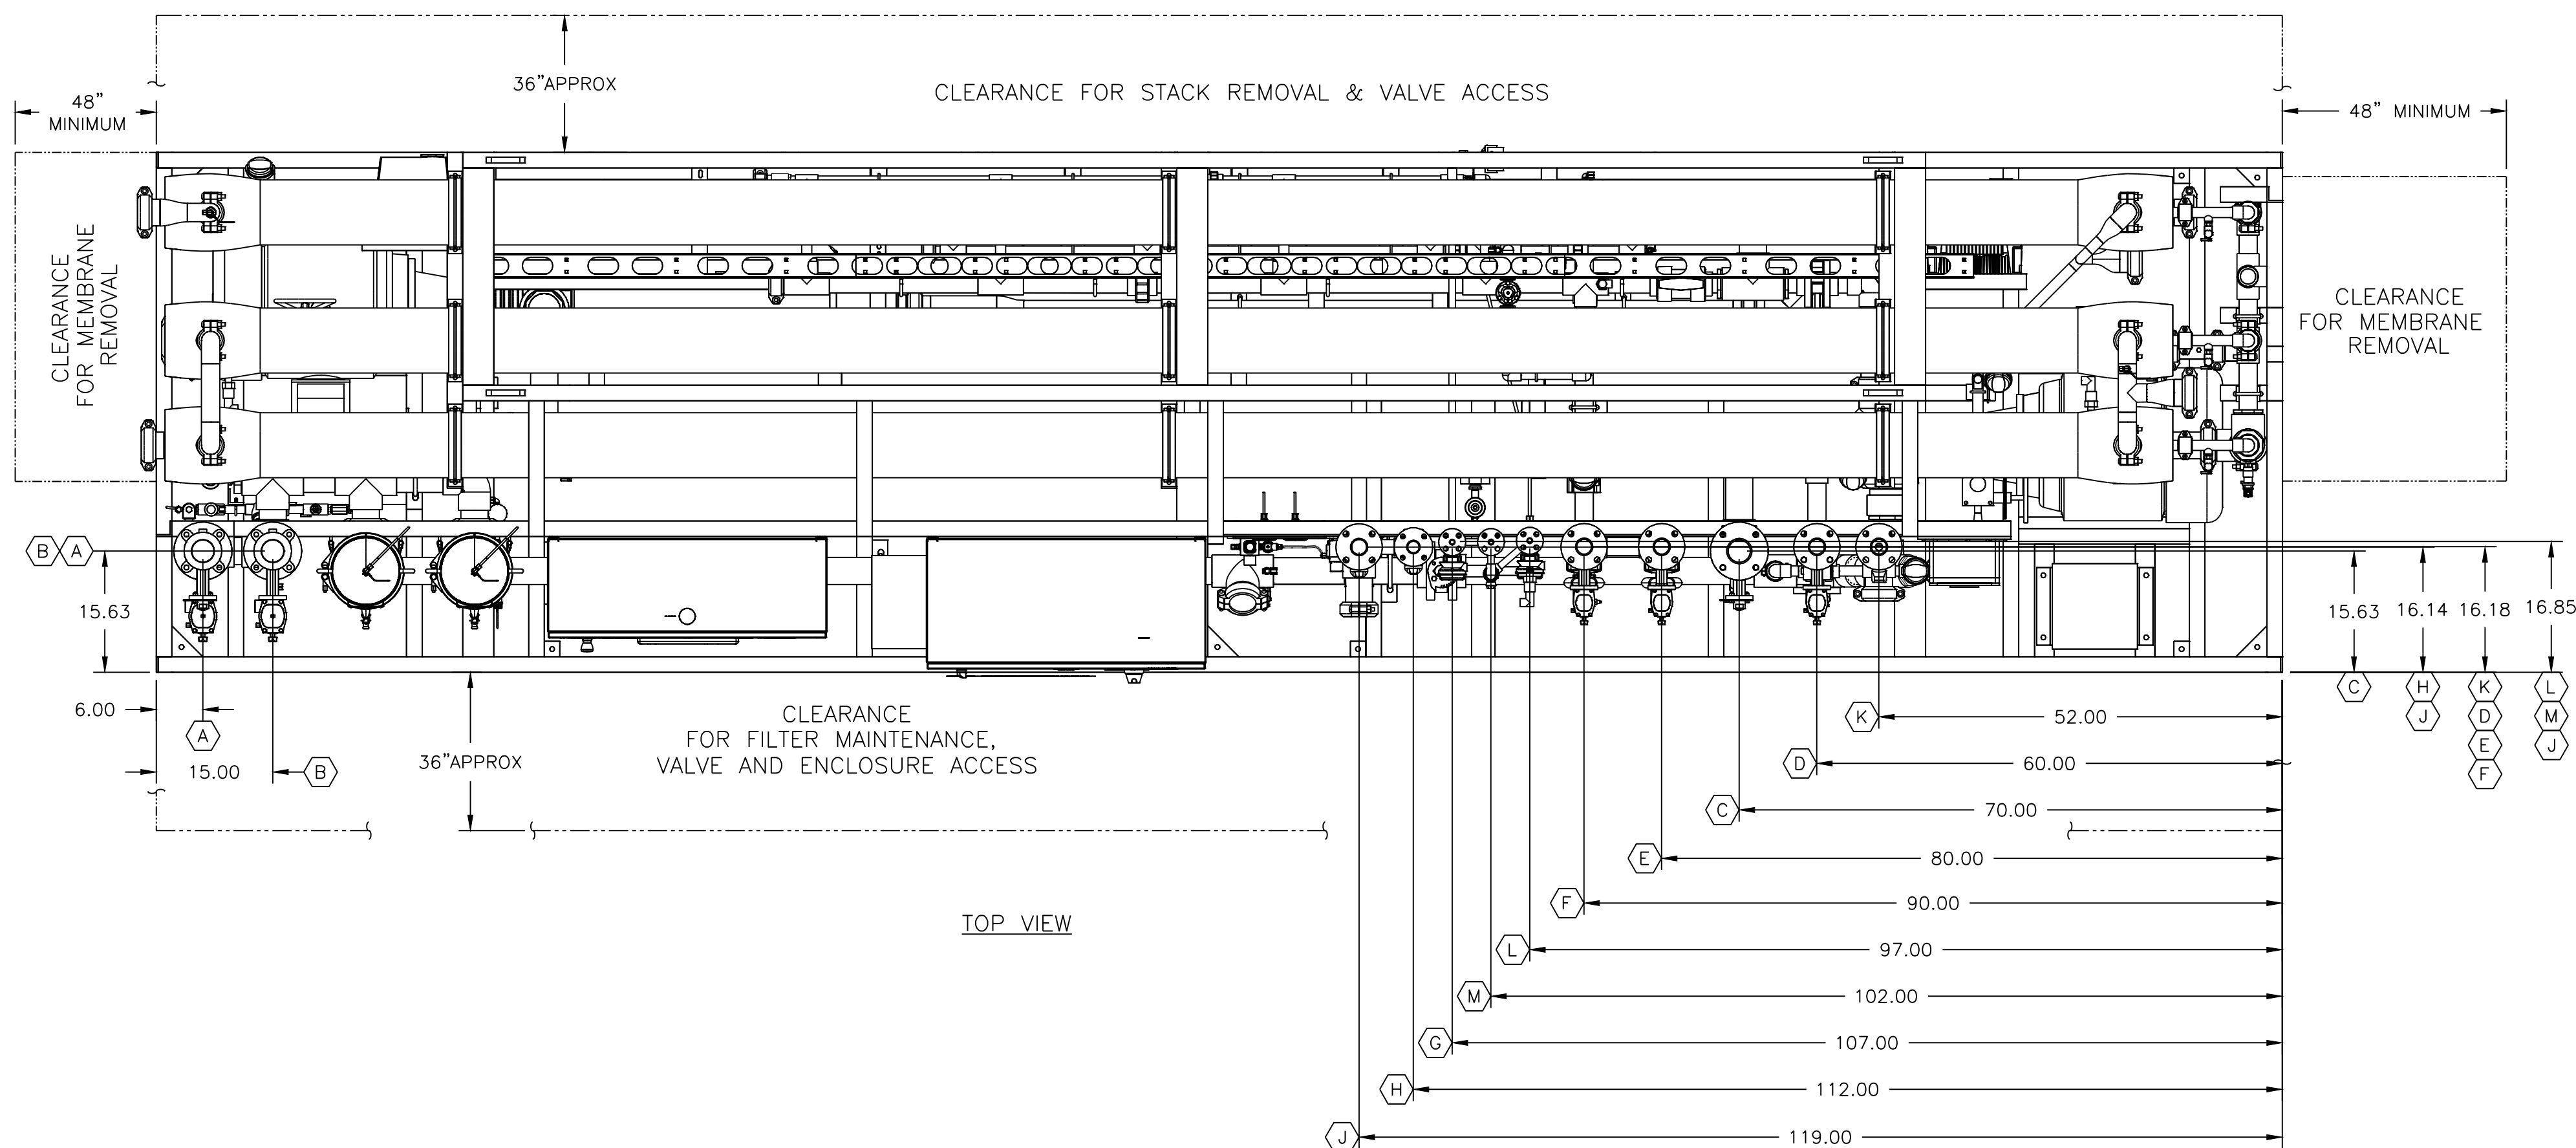 36"APPROX
CLEARANCE FOR STACK REMOVAL & VALVE ACCESS
48"
MINIMUM
48" MINIMUM
CLEARANCE
FOR MEMBRANE
REMOVAL
CLEARANCE
FOR MEMBRANE
REMOVAL
B A
15.63
15.63
16.14
16.18
16.85
6.00
A
15.00
B
36"APPROX
CLEARANCE
FOR FILTER MAINTENANCE,
VALVE AND ENCLOSURE ACCESS
C
H
J
K
D
E
F
L
M
J
K
52.00
D
60.00
C
70.00
E
80.00
F
90.00
TOP VIEW
L
97.00
M
102.00
G
107.00
H
112.00
J
119.00